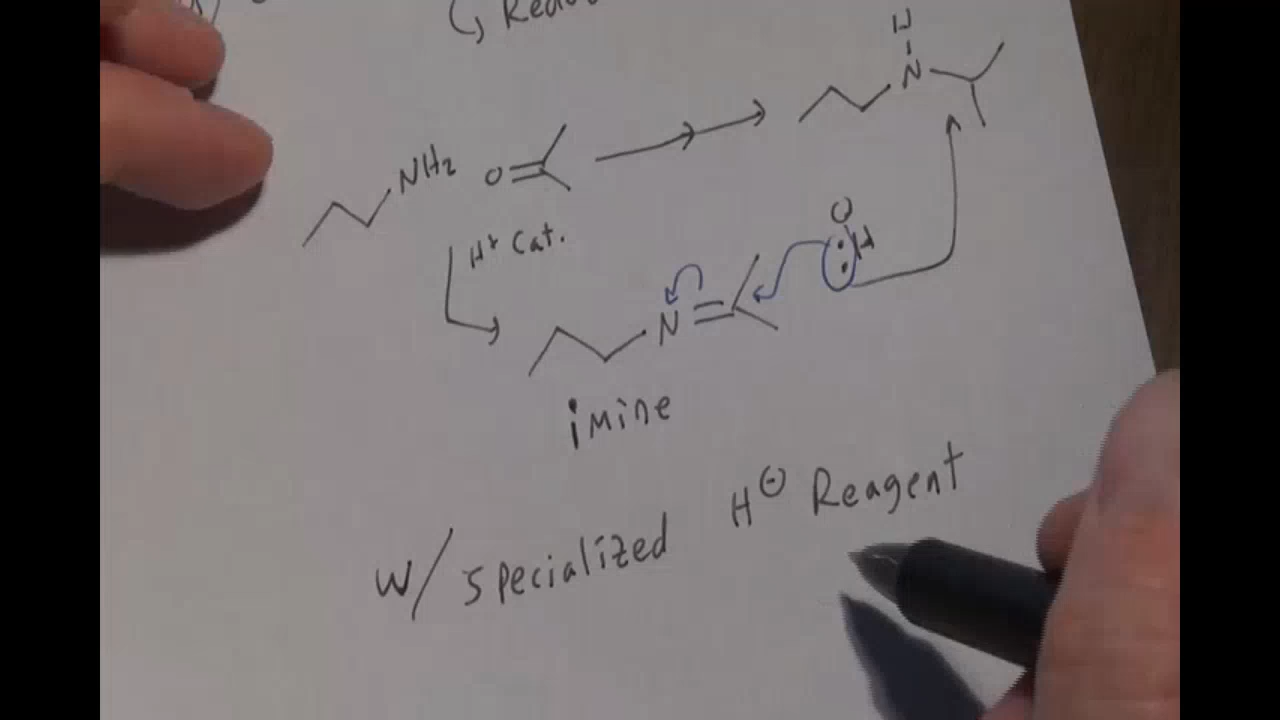 H
N
NH2 O
H+ Cat.
H
N
imine
W/ specialized H⊖ Reagent